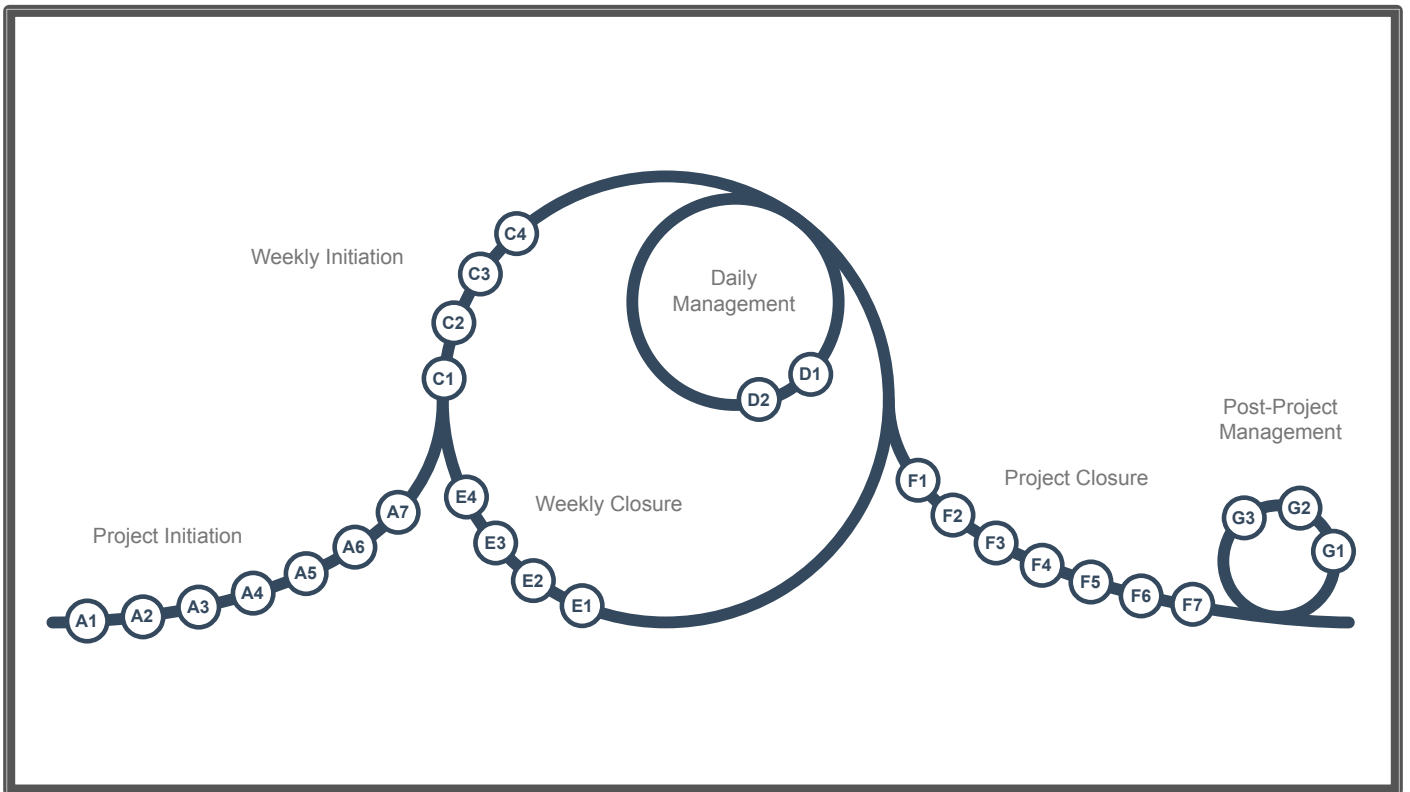 Project Initiation
A1
A2
A3
A4
A5
A6
A7
Weekly Initiation
C1
C2
C3
C4
Daily
Management
D1
D2
Weekly Closure
E1
E2
E3
E4
Project Closure
F1
F2
F3
F4
F5
F6
F7
Post-Project
Management
G1
G2
G3